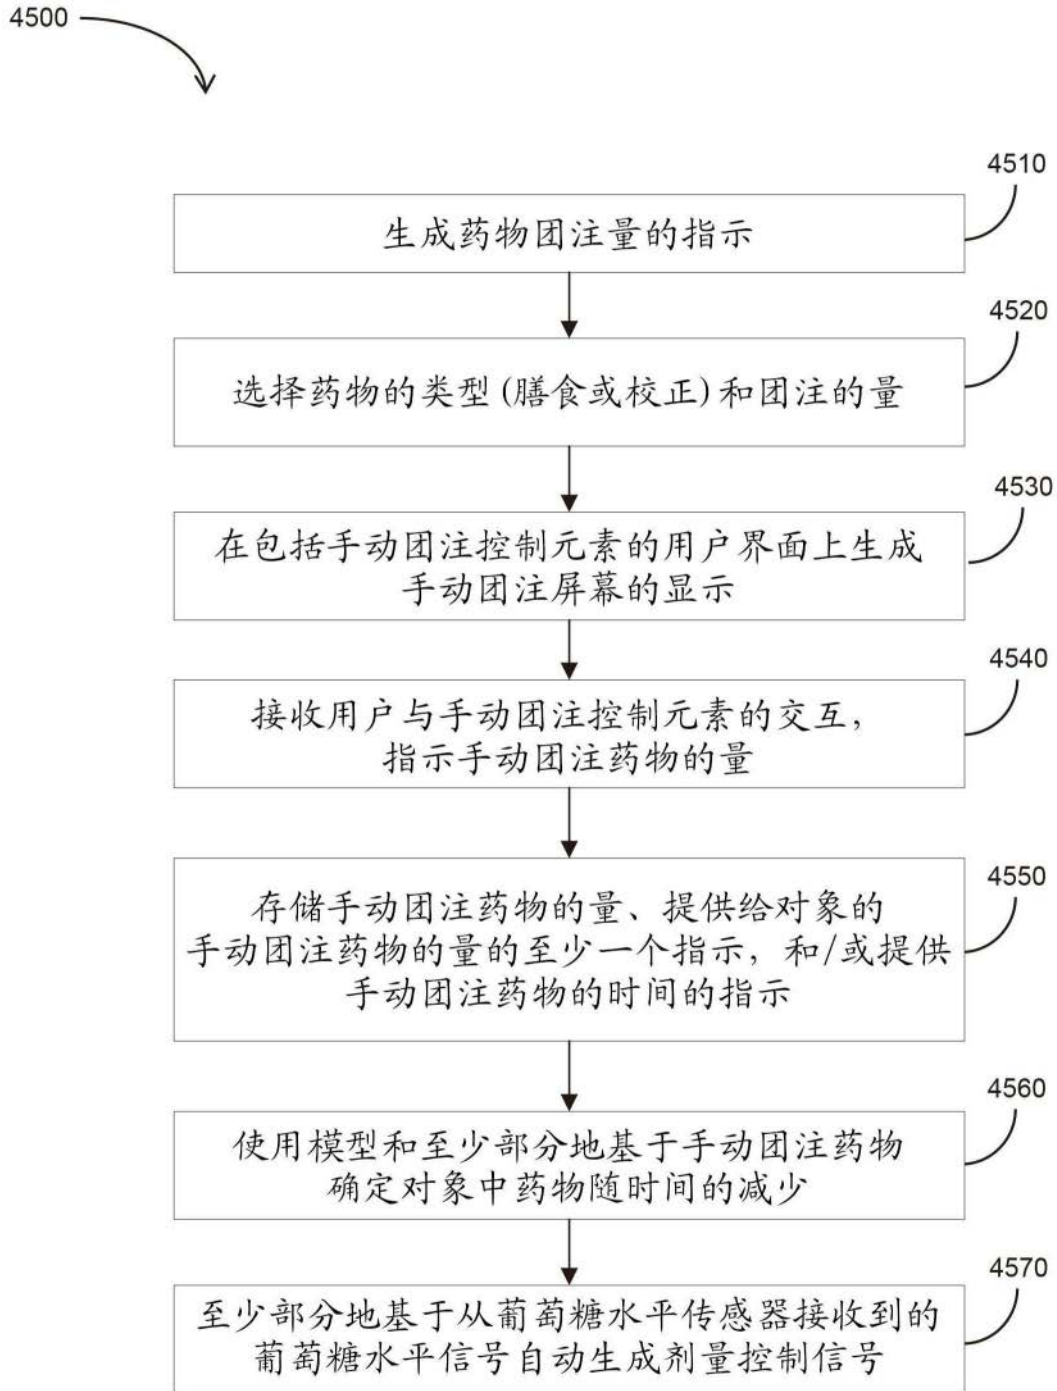 4500
4510
生成药物团注量的指示
4520
选择药物的类型(膳食或校正)和团注的量
4530
在包括手动团注控制元素的用户界面上生成
手动团注屏幕的显示
4540
接收用户与手动团注控制元素的交互,
指示手动团注药物的量
4550
存储手动团注药物的量、提供给对象的
手动团注药物的量的至少一个指示,和/或提供
手动团注药物的时间的指示
4560
使用模型和至少部分地基于手动团注药物
确定对象中药物随时间的减少
4570
至少部分地基于从葡萄糖水平传感器接收到的
葡萄糖水平信号自动生成剂量控制信号